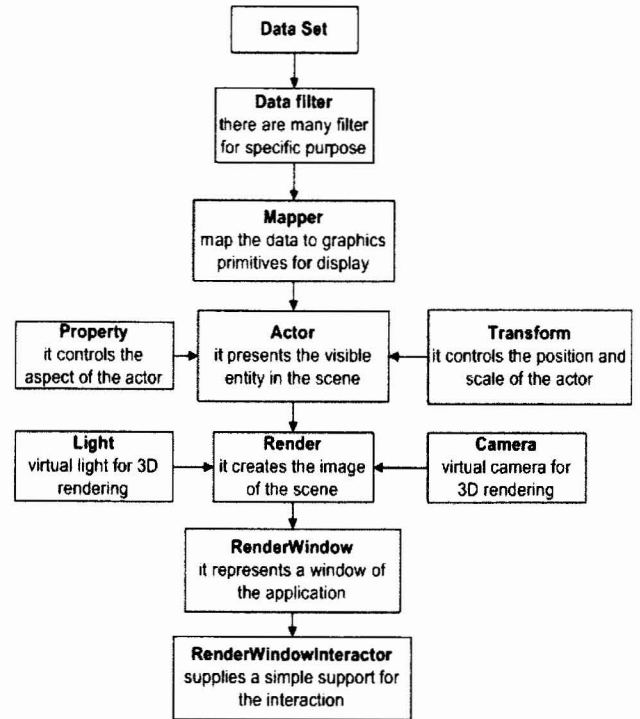 Data Set
Data filter
there are many filter
for specific purpose
Mapper
map the data to graphics
primitives for display
Property
it controls the
aspect of the actor
Actor
it presents the visible
entity in the scene
Transform
it controls the position and
scale of the actor
Light
virtual light for 3D
rendering
Render
it creates the image
of the scene
Camera
virtual camera for
3D rendering
RenderWindow
it represents a window of
the application
RenderWindowInteractor
supplies a simple support for
the interaction